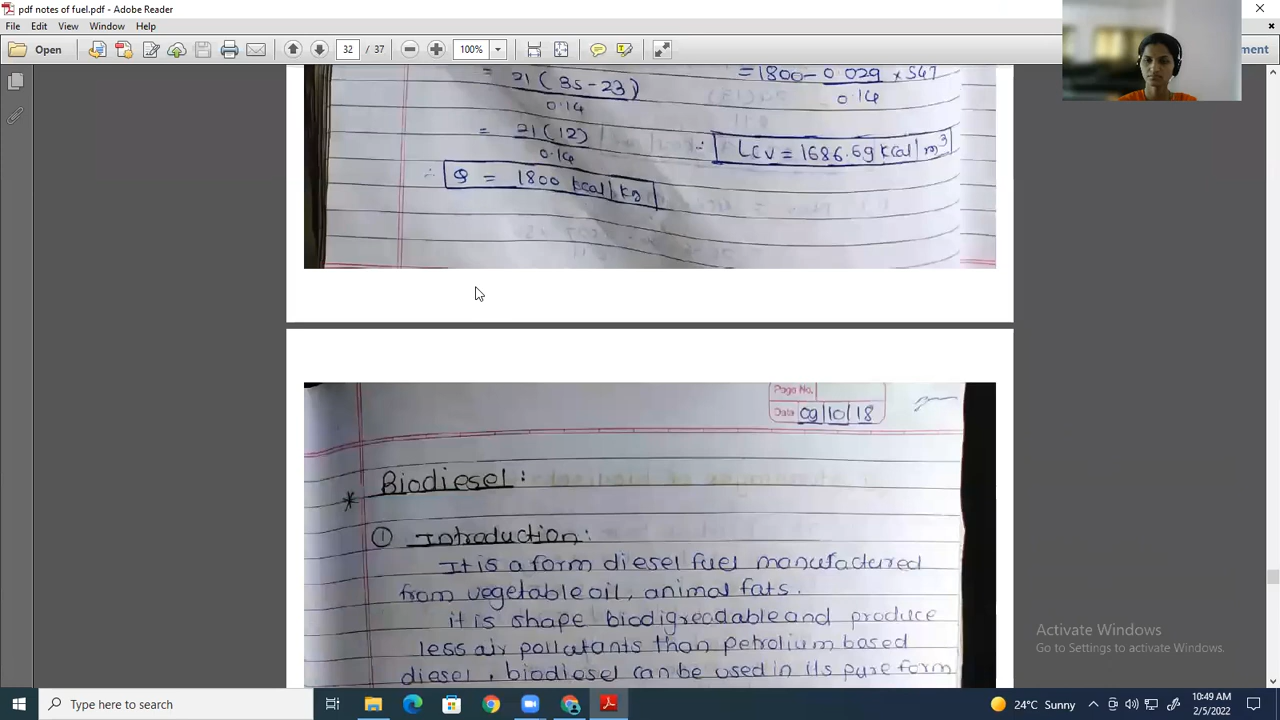 pdf notes of fuel.pdf - Adobe Reader
File Edit View Window Help
Open 32 / 37 100% ment
= 21 (35-23)
0.14
= 21(12)
0.14
∴ Q = 1800 kcal/kg
= 1800 - 0.029 × 547
0.14
∴ LCV = 1686.69 kcal/m³
Page No.
Data 09/10/18
* Biodiesel:
① Introduction:
It is a form diesel fuel manufactured
from vegetable oil, animal fats.
it is shape biodigreadable and produce
less air pollutants than petrolium based
diesel, biodiesel can be used in its pure form
Activate Windows
Go to Settings to activate Windows.
Type here to search
24°C Sunny
10:49 AM
2/5/2022